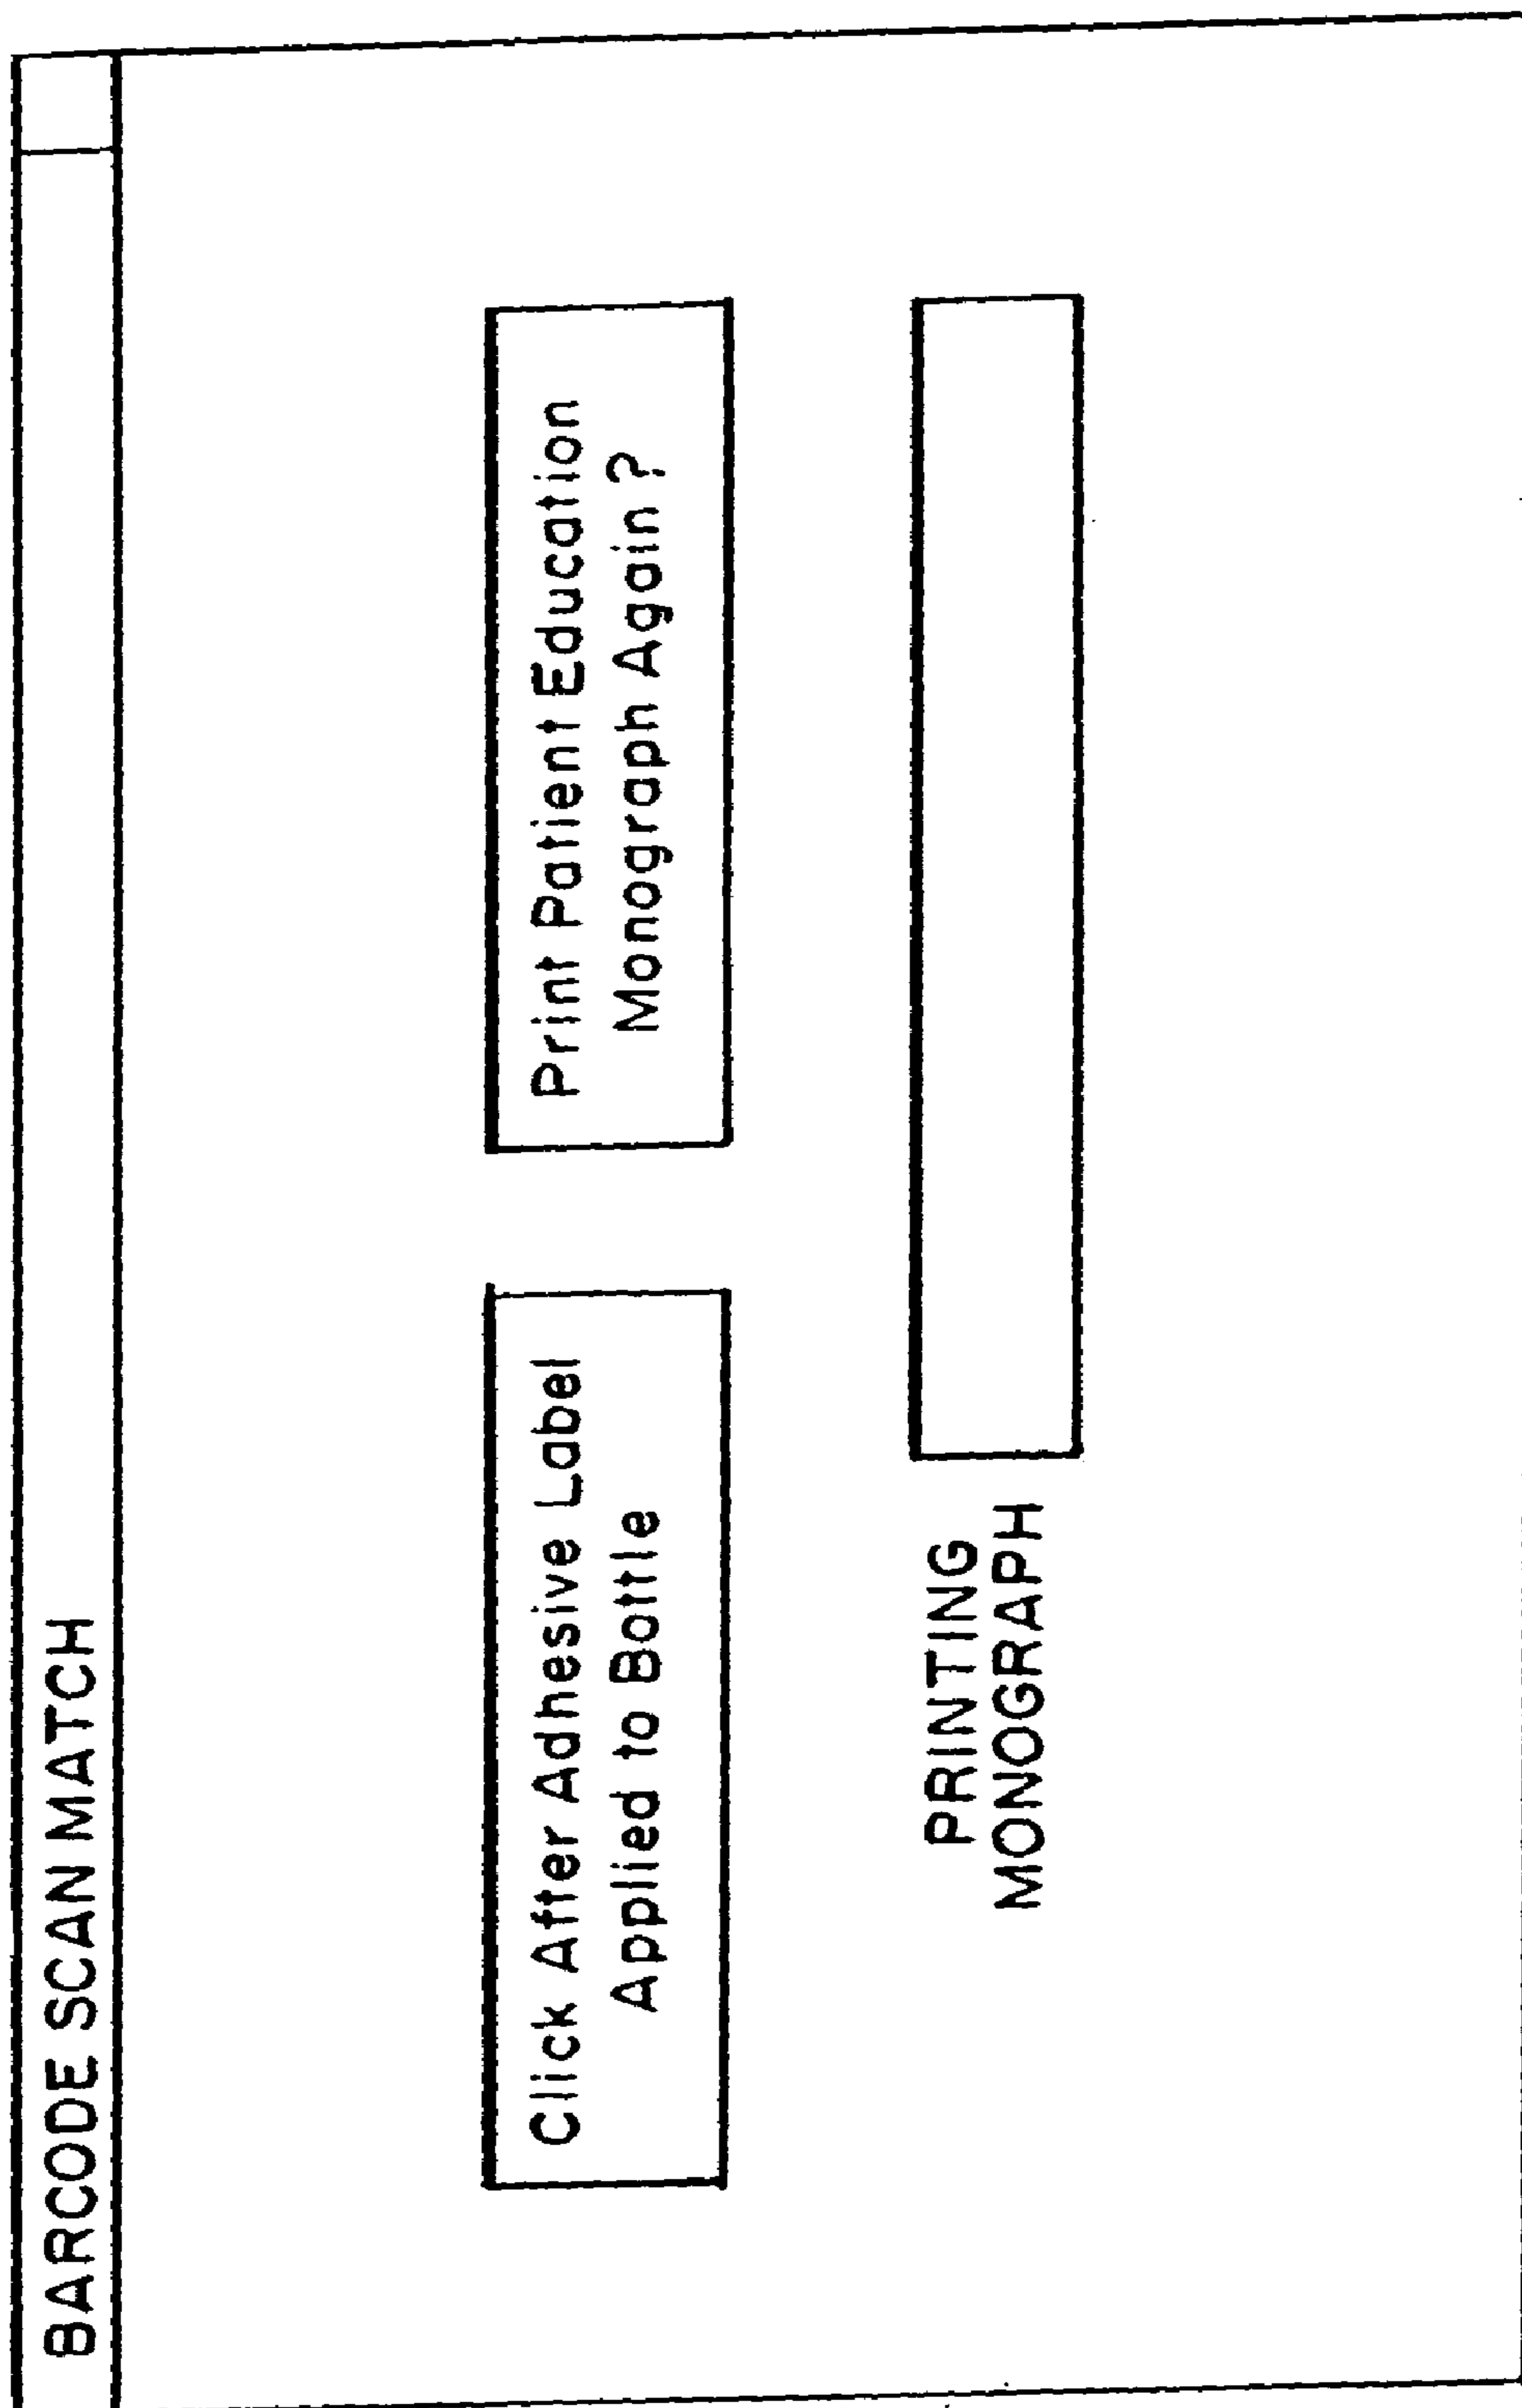 BARCODE SCAN MATCH
Click After Adhesive Label
Applied to Bottle
Print Patient Education
Monograph Again ?
PRINTING
MONOGRAPH